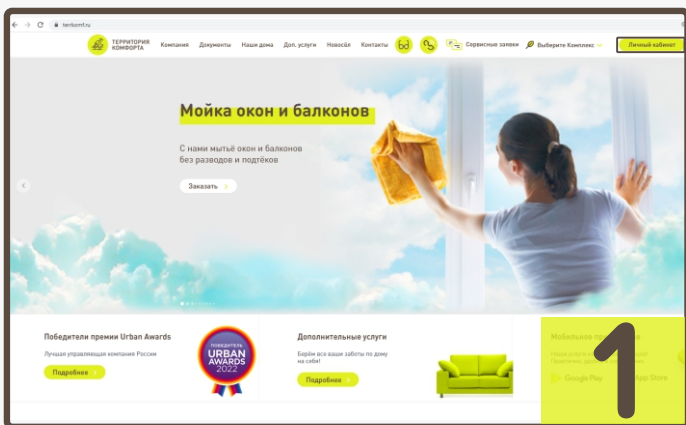 terrkomf.ru
ТЕРРИТОРИЯ
КОМФОРТА
Компания Документы Наши дома Доп. услуги Новосёл Контакты bd Сервисные заявки Выберите Комплекс Личный кабинет
Мойка окон и балконов
С нами мытьё окон и балконов
без разводов и подтёков
Заказать
Победители премии Urban Awards
Лучшая управляющая компания России
Подробнее
ПОБЕДИТЕЛЬ
URBAN
AWARDS
2022
Дополнительные услуги
Берём все ваши заботы по дому
на себя!
Подробнее
Мобильное
Google Play
App Store
1